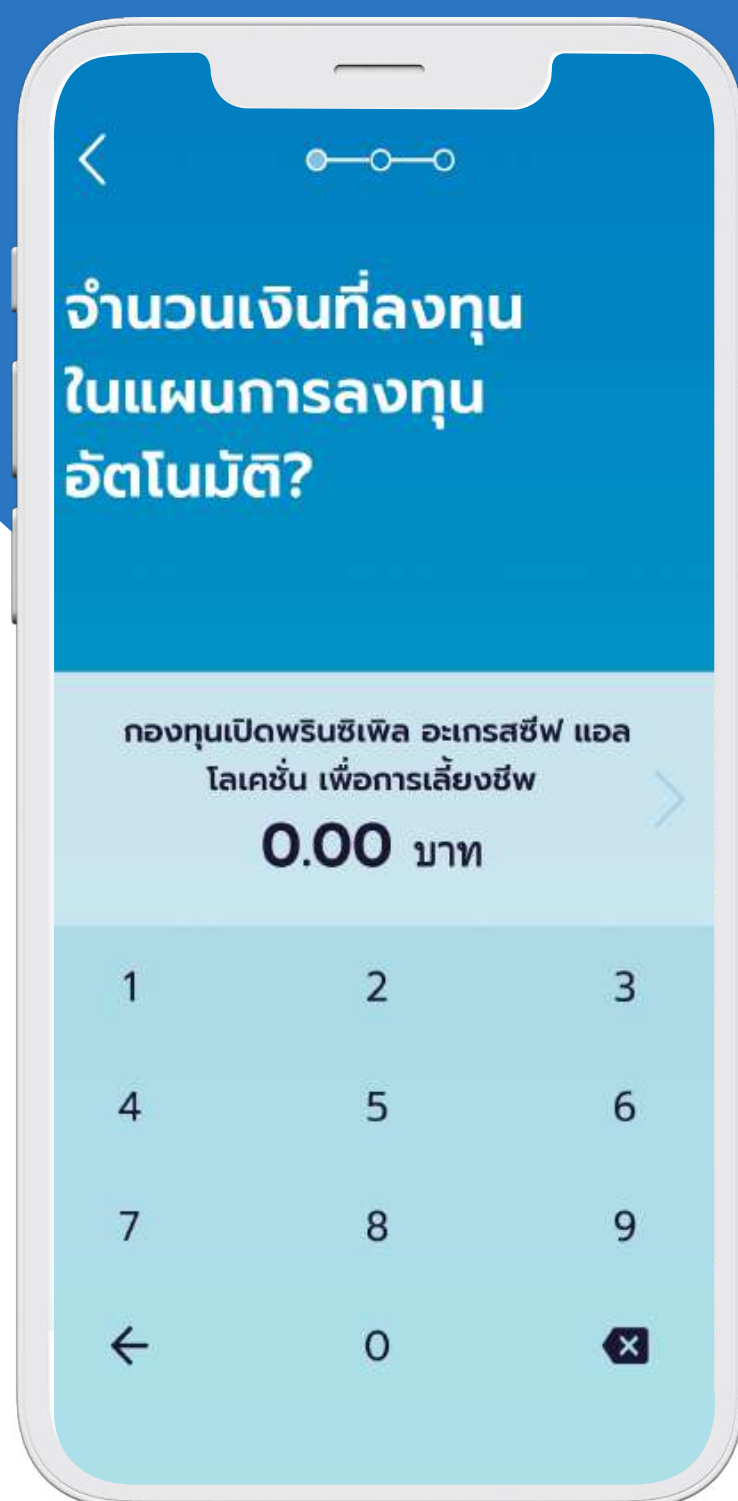 จำนวนเงินที่ลงทุน
ในแผนการลงทุน
อัตโนมัติ?
กองทุนเปิดพรินซิเพิล อะเกรสซีฟ แอล
โลเคชั่น เพื่อการเลี้ยงชีพ
0.00 บาท
1 2 3
4 5 6
7 8 9
0